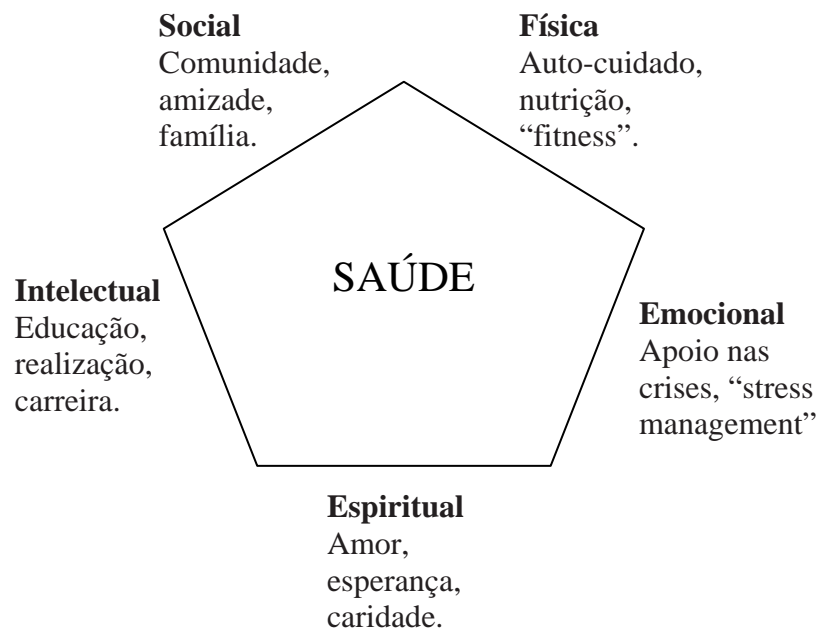 Social
Comunidade,
amizade,
família.
Física
Auto-cuidado,
nutrição,
“fitness”.
SAÚDE
Intelectual
Educação,
realização,
carreira.
Emocional
Apoio nas
crises, “stress
management”
Espiritual
Amor,
esperança,
caridade.